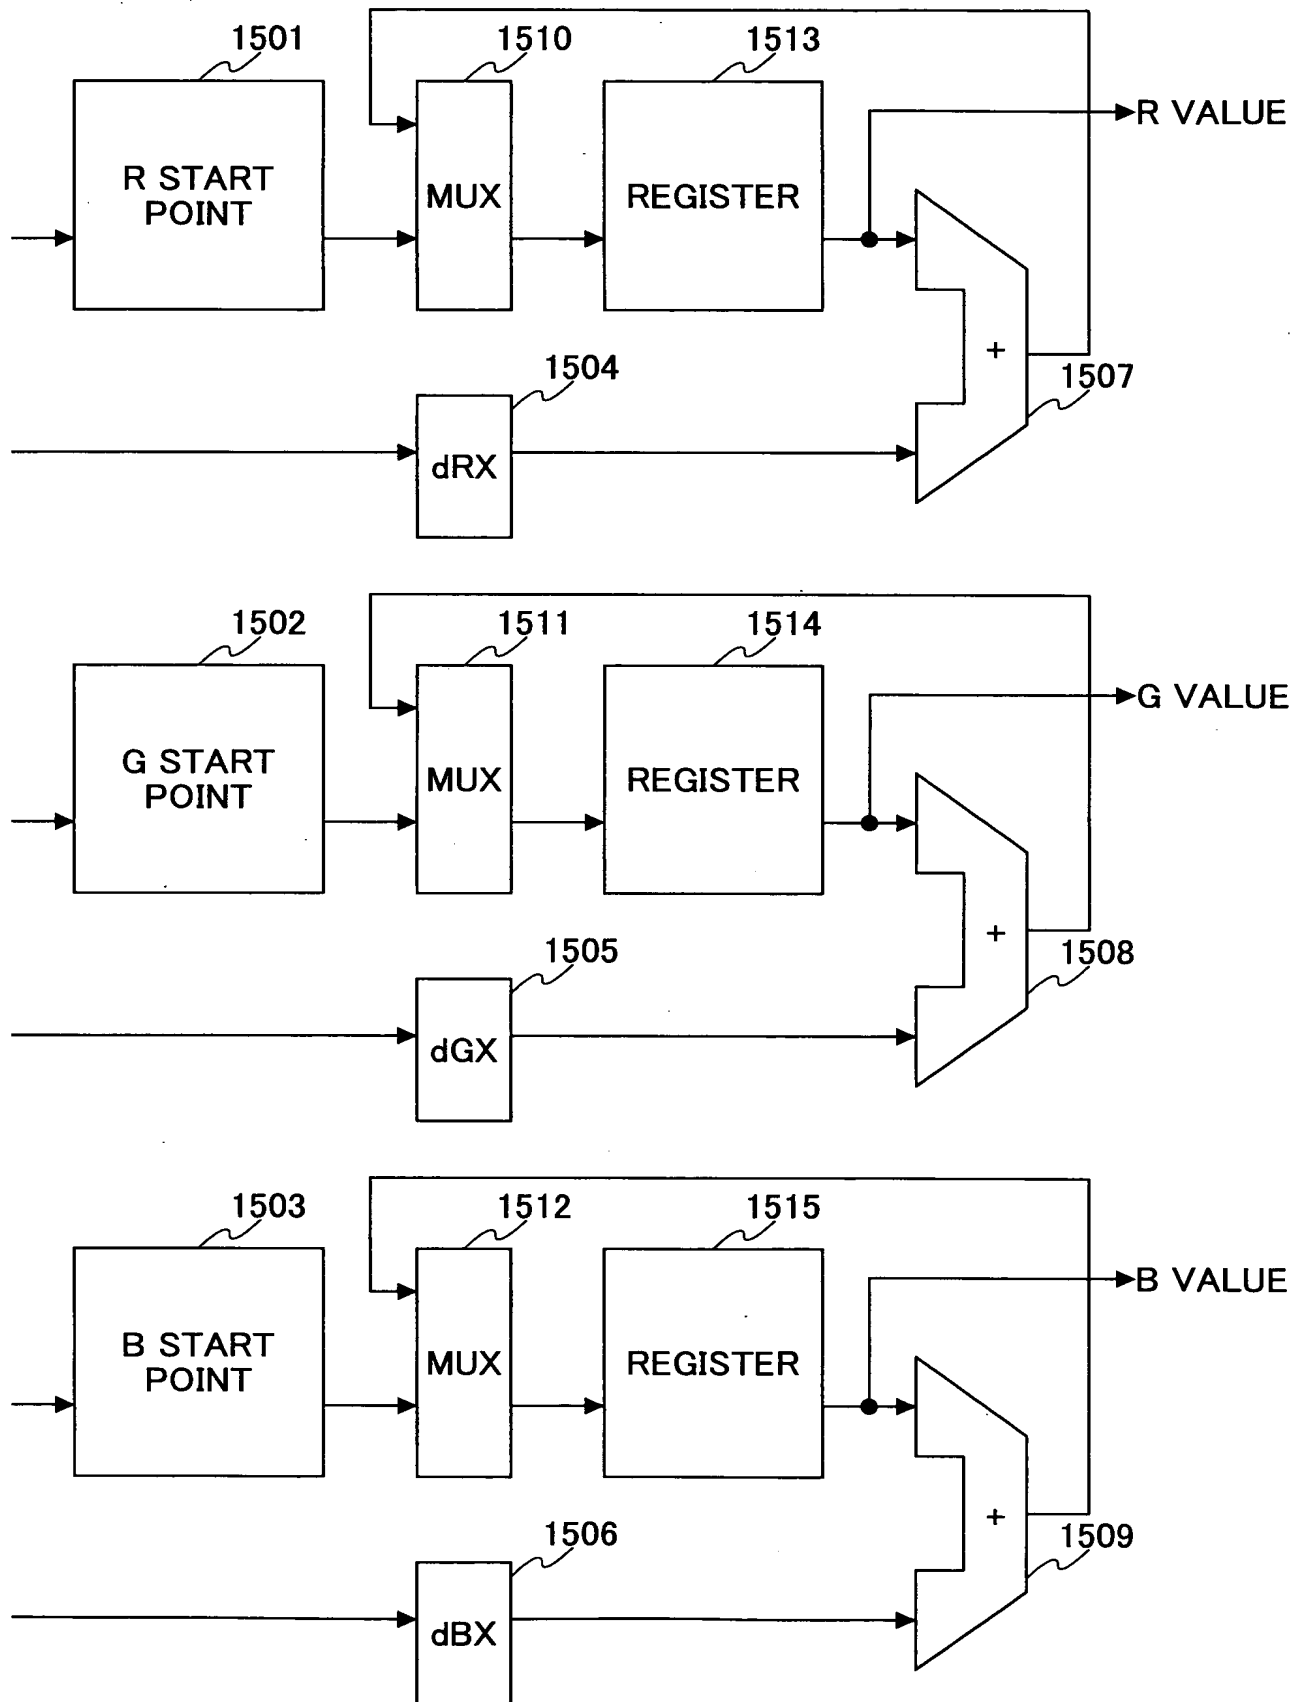 1501
1510
1513
R VALUE
R START
POINT
MUX
REGISTER
+
1504
1507
dRX
1502
1511
1514
G VALUE
G START
POINT
MUX
REGISTER
+
1505
1508
dGX
1503
1512
1515
B VALUE
B START
POINT
MUX
REGISTER
+
1506
1509
dBX